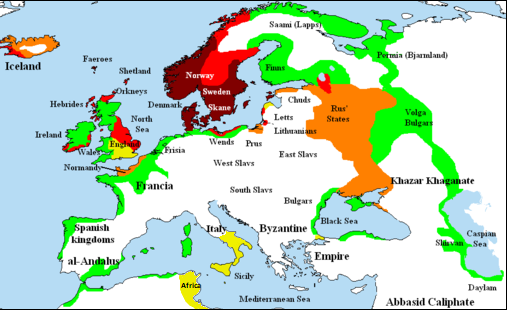 Saami (Lapps)
Iceland
Faeroes
Permia (Bjarmland)
Norway
Finns
Shetland
Orkneys
Sweden
Hebrides
Denmark
Skane
Chuds
Rus'
States
North
Sea
Letts
Volga
Bulgars
Ireland
Lithuanians
Wales
England
Wends
Prus
Frisia
Normandy
West Slavs
East Slavs
Francia
Khazar Khaganate
South Slavs
Bulgars
Spanish
kingdoms
Black Sea
Italy
Byzantine
Caspian
Sea
Shirvan
al-Andalus
Empire
Sicily
Africa
Daylam
Mediterranean Sea
Abbasid Caliphate